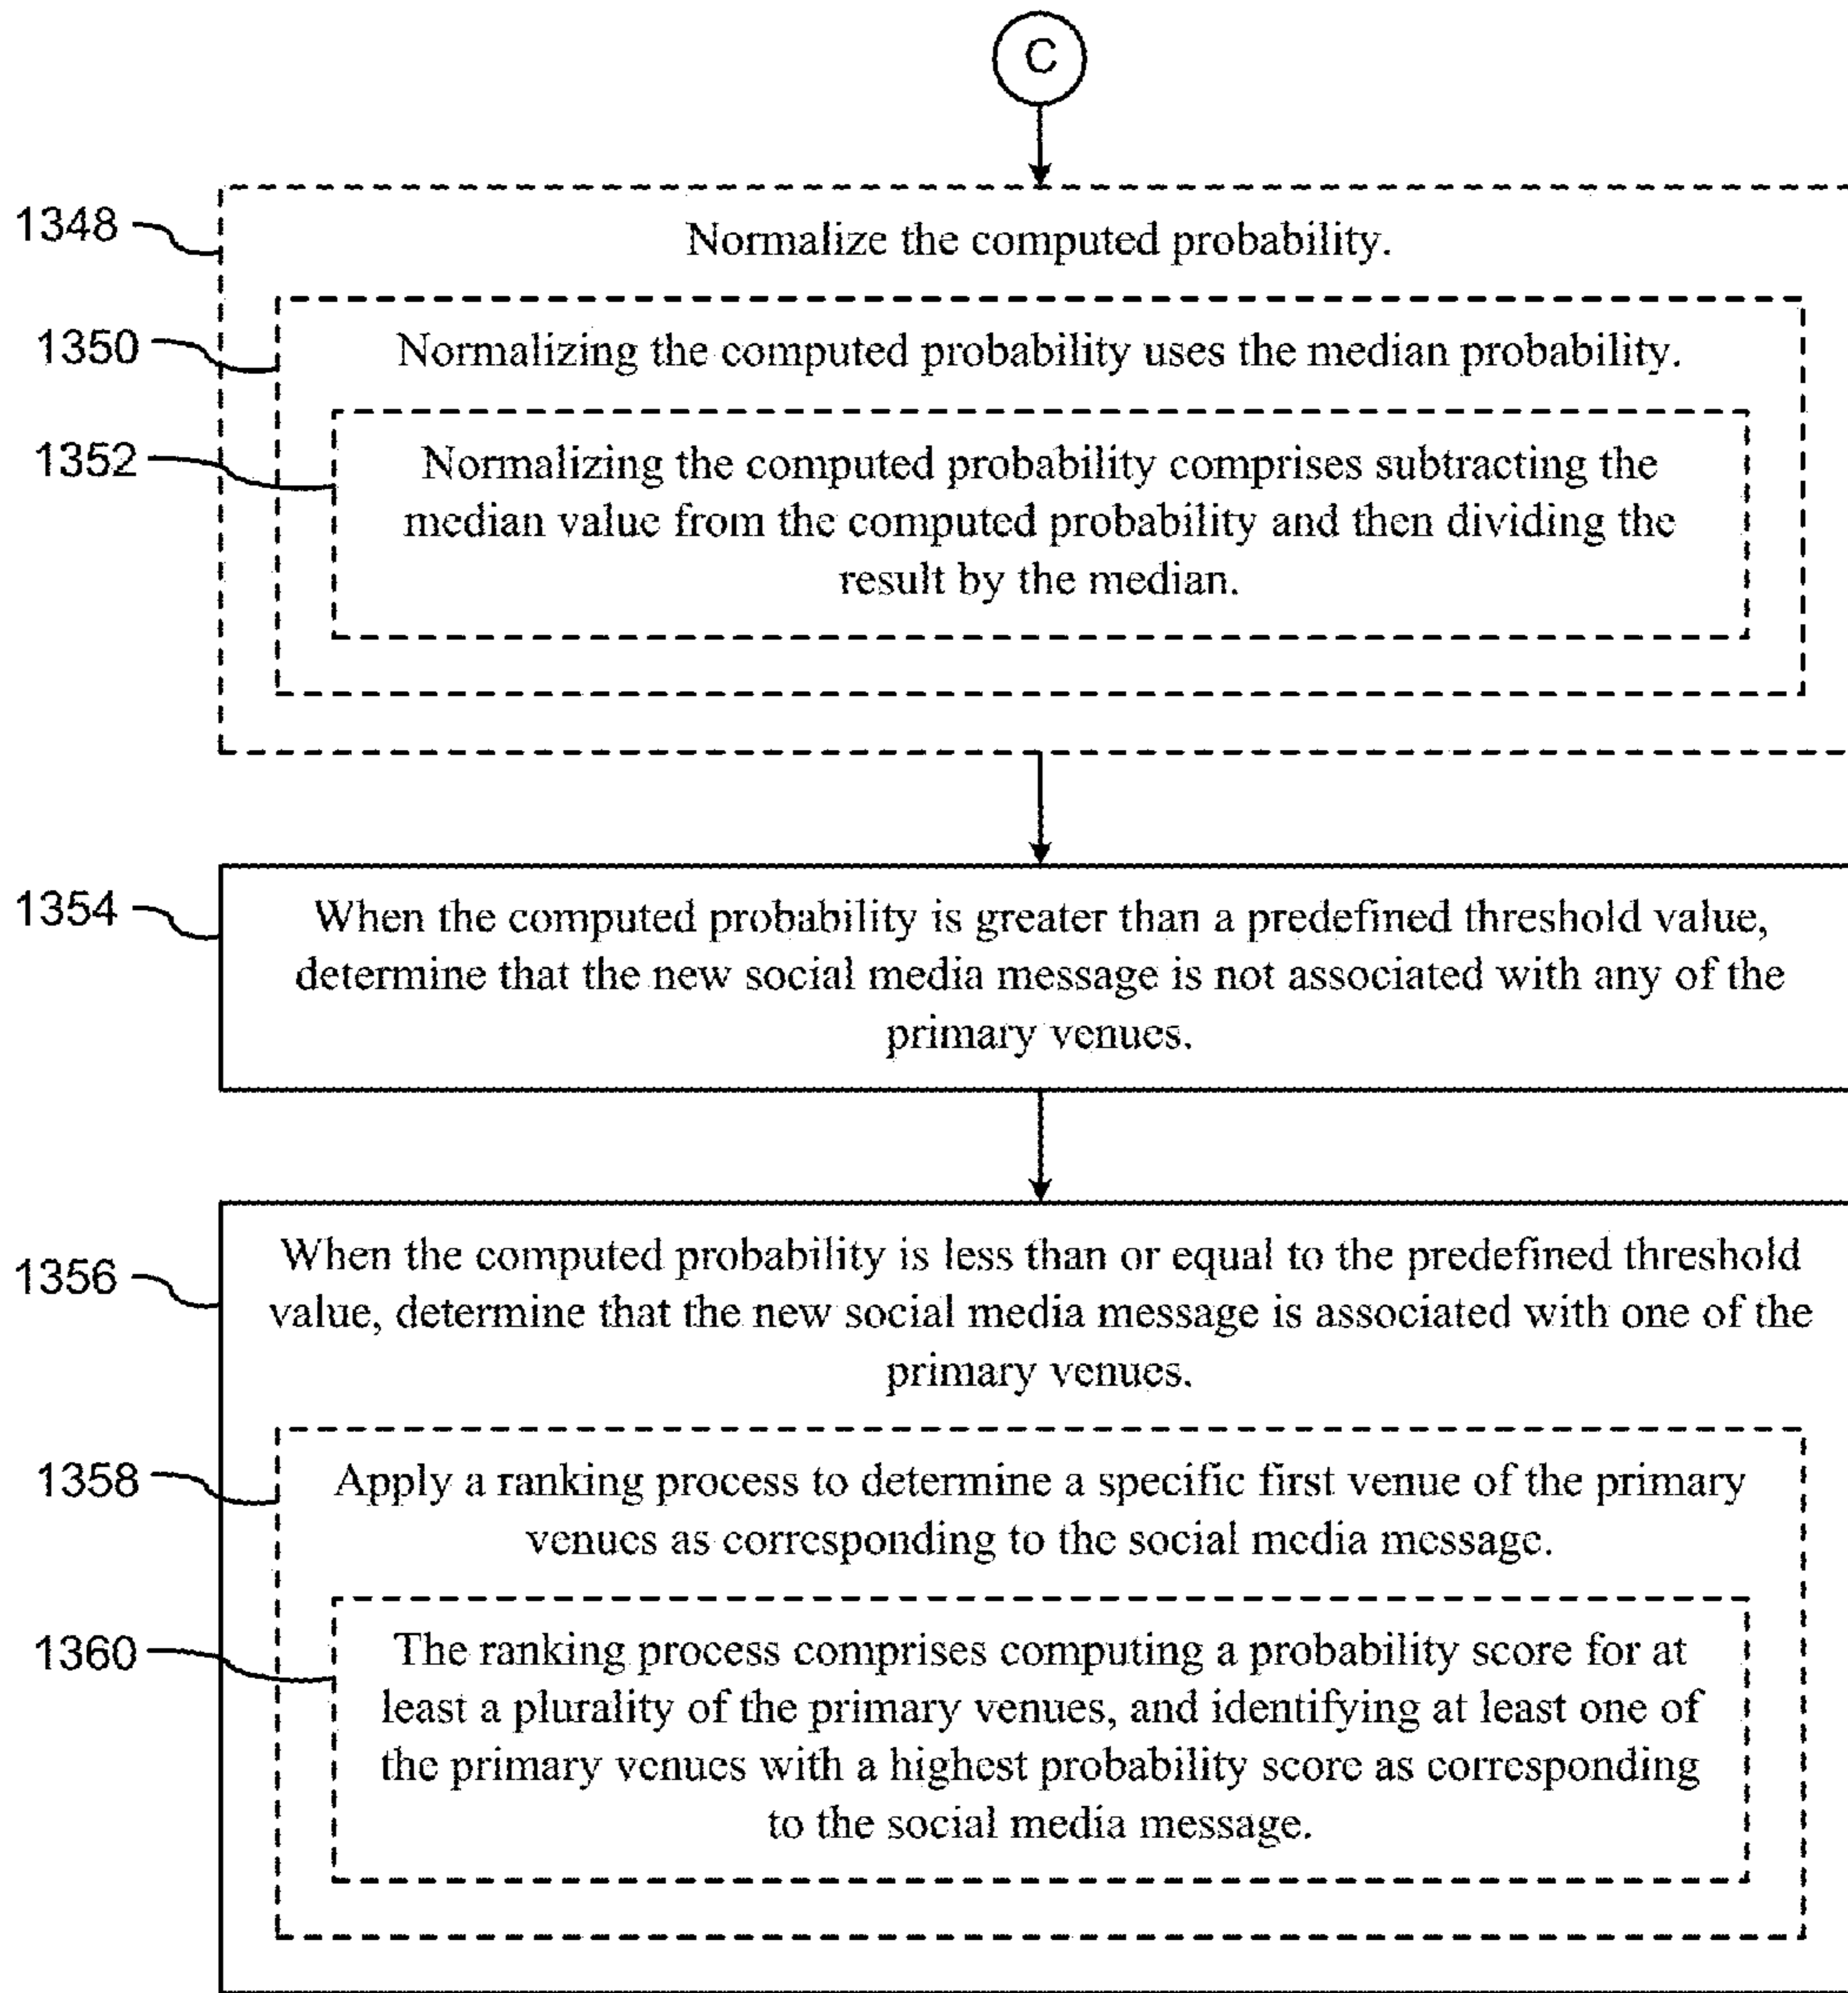 C
1348
Normalize the computed probability.
1350
Normalizing the computed probability uses the median probability.
1352
Normalizing the computed probability comprises subtracting the
median value from the computed probability and then dividing the
result by the median.
1354
When the computed probability is greater than a predefined threshold value,
determine that the new social media message is not associated with any of the
primary venues.
1356
When the computed probability is less than or equal to the predefined threshold
value, determine that the new social media message is associated with one of the
primary venues.
1358
Apply a ranking process to determine a specific first venue of the primary
venues as corresponding to the social media message.
1360
The ranking process comprises computing a probability score for at
least a plurality of the primary venues, and identifying at least one of
the primary venues with a highest probability score as corresponding
to the social media message.